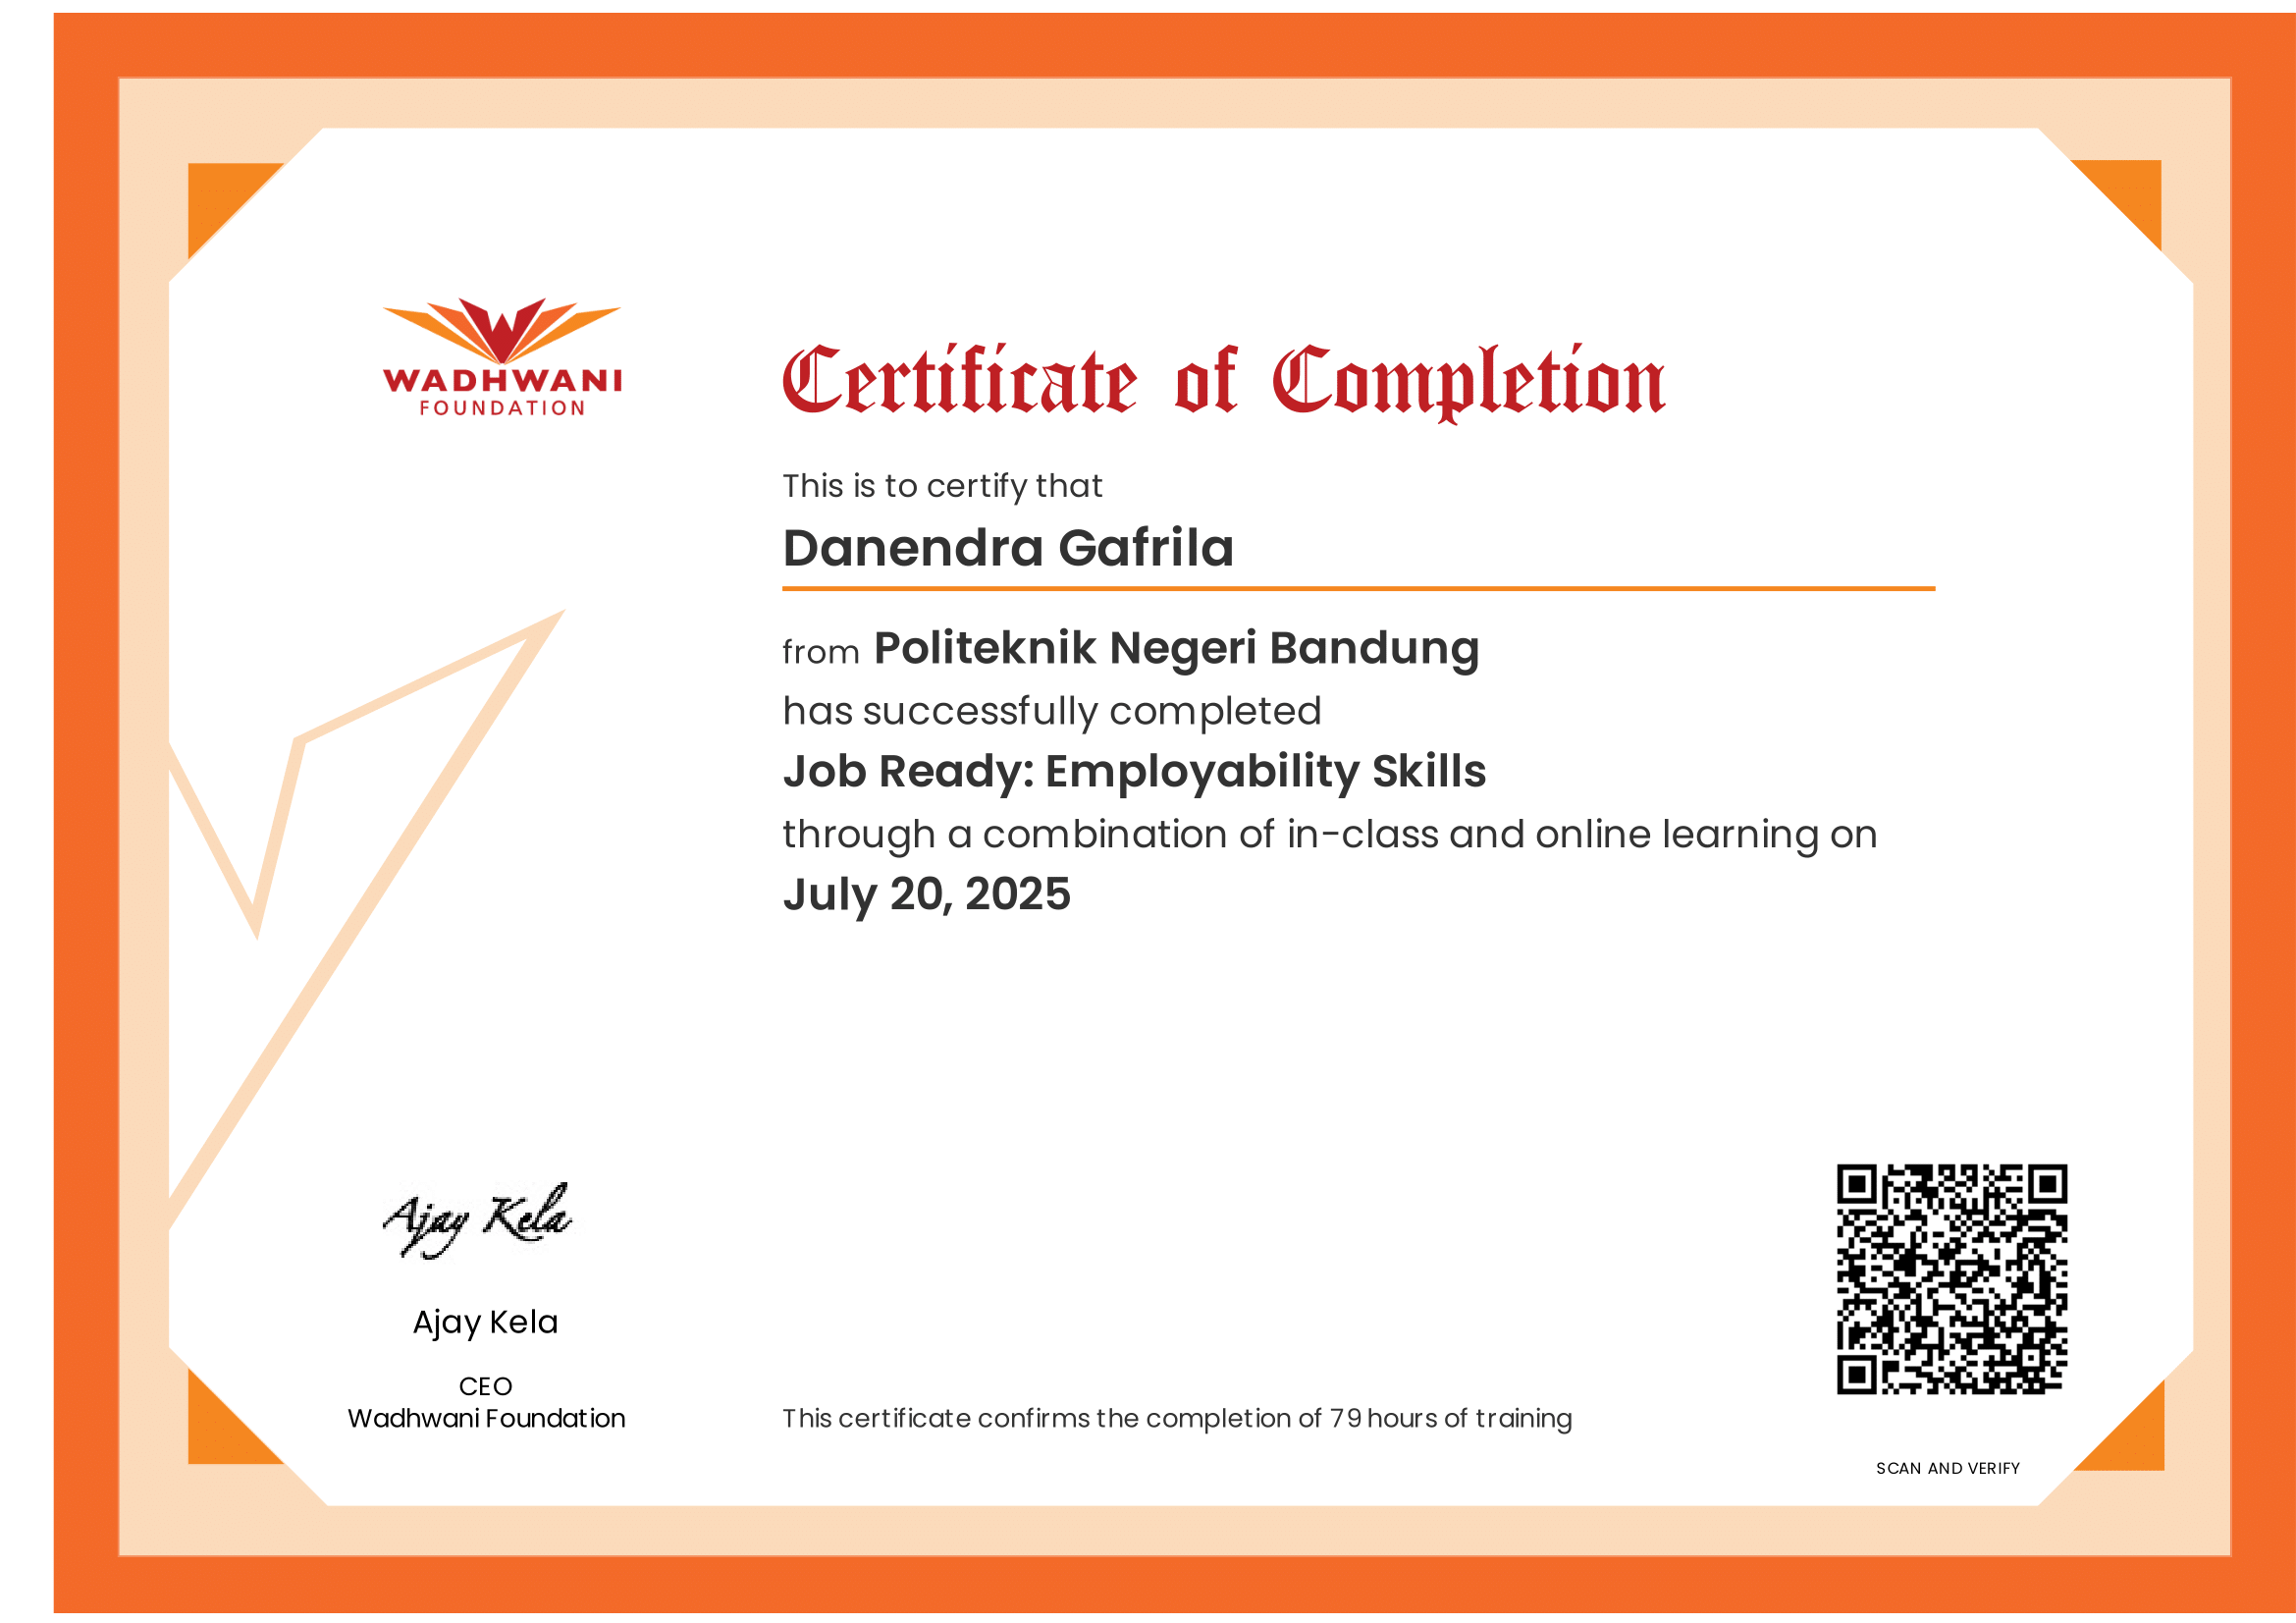 WADHWANI
FOUNDATION
Certificate of Completion
This is to certify that
Danendra Gafrila
from Politeknik Negeri Bandung
has successfully completed
Job Ready: Employability Skills
through a combination of in-class and online learning on
July 20, 2025
Ajay Kela
Ajay Kela
CEO
Wadhwani Foundation
This certificate confirms the completion of 79 hours of training
SCAN AND VERIFY